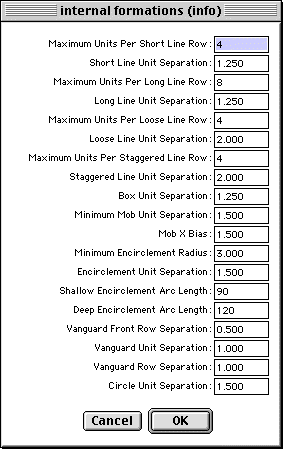 internal formations (info)
Maximum Units Per Short Line Row: 4
Short Line Unit Separation: 1.250
Maximum Units Per Long Line Row: 8
Long Line Unit Separation: 1.250
Maximum Units Per Loose Line Row: 4
Loose Line Unit Separation: 2.000
Maximum Units Per Staggered Line Row: 4
Staggered Line Unit Separation: 2.000
Box Unit Separation: 1.250
Minimum Mob Unit Separation: 1.500
Mob X Bias: 1.500
Minimum Encirclement Radius: 3.000
Encirclement Unit Separation: 1.500
Shallow Encirclement Arc Length: 90
Deep Encirclement Arc Length: 120
Vanguard Front Row Separation: 0.500
Vanguard Unit Separation: 1.000
Vanguard Row Separation: 1.000
Circle Unit Separation: 1.500
Cancel OK